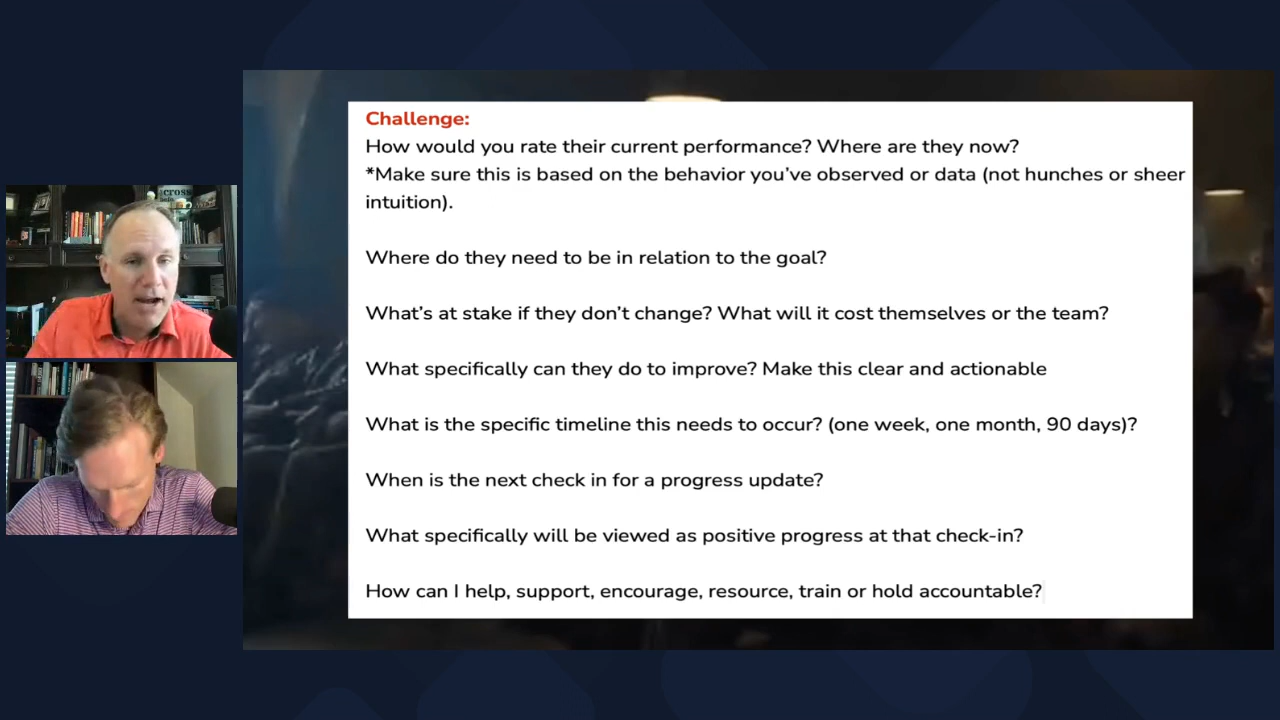 Challenge:
How would you rate their current performance? Where are they now?
*Make sure this is based on the behavior you’ve observed or data (not hunches or sheer
intuition).
Where do they need to be in relation to the goal?
What’s at stake if they don’t change? What will it cost themselves or the team?
What specifically can they do to improve? Make this clear and actionable
What is the specific timeline this needs to occur? (one week, one month, 90 days)?
When is the next check in for a progress update?
What specifically will be viewed as positive progress at that check-in?
How can I help, support, encourage, resource, train or hold accountable?
cross